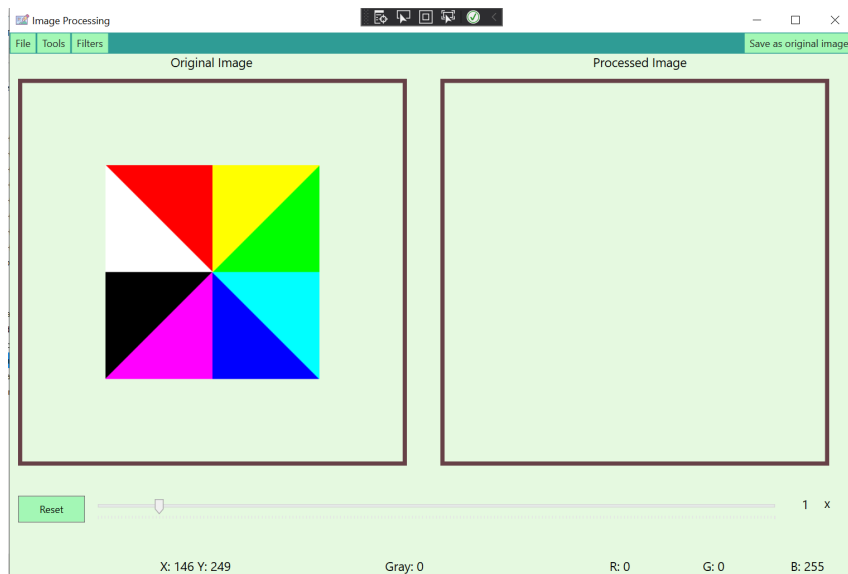 Image Processing
File Tools Filters Save as original image
Original Image Processed Image
Reset 1 x
X: 146 Y: 249 Gray: 0 R: 0 G: 0 B: 255